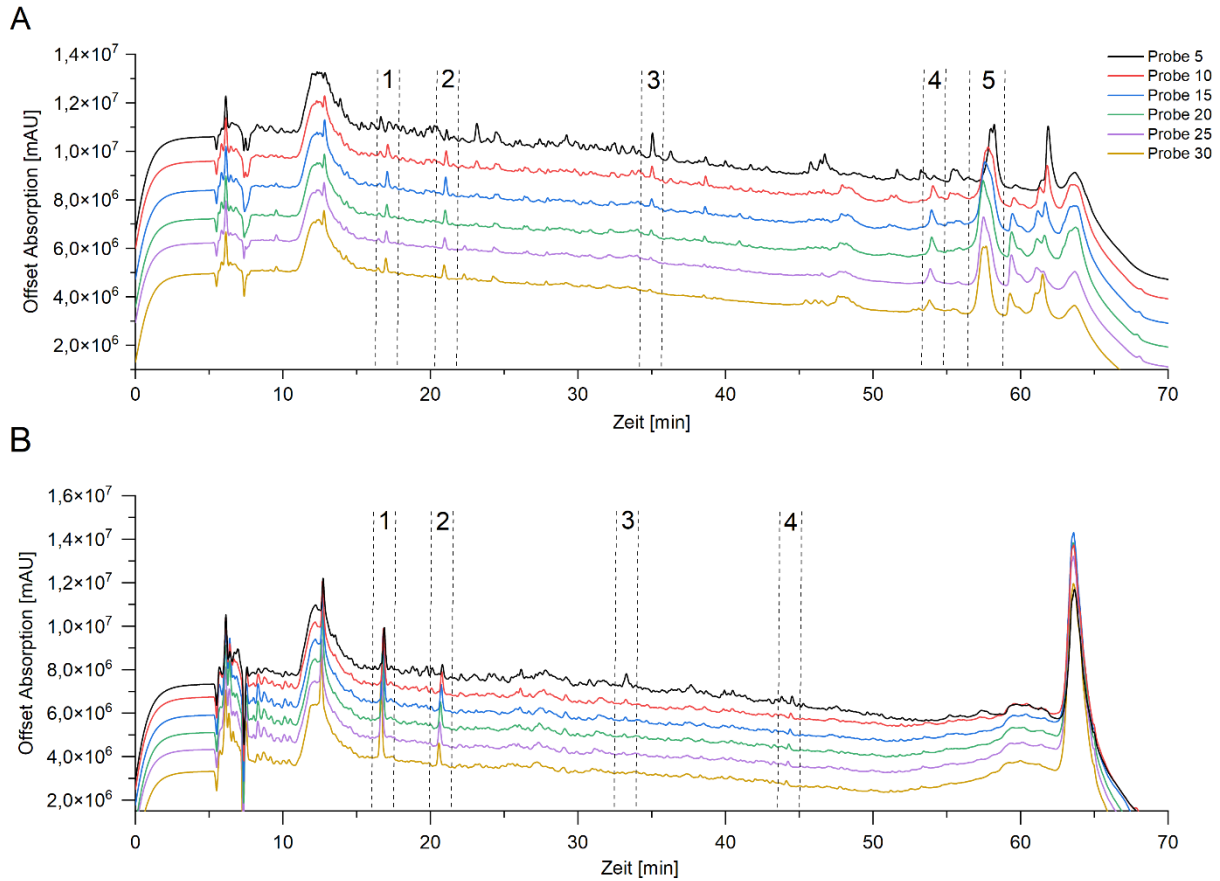 A
1,4×10⁷
1,2×10⁷
1,0×10⁷
8,0×10⁶
6,0×10⁶
4,0×10⁶
2,0×10⁶
Offset Absorption [mAU]
1 2 3 4 5
Probe 5
Probe 10
Probe 15
Probe 20
Probe 25
Probe 30
0 10 20 30 40 50 60 70
Zeit [min]
B
1,6×10⁷
1,4×10⁷
1,2×10⁷
1,0×10⁷
8,0×10⁶
6,0×10⁶
4,0×10⁶
2,0×10⁶
Offset Absorption [mAU]
1 2 3 4
0 10 20 30 40 50 60 70
Zeit [min]